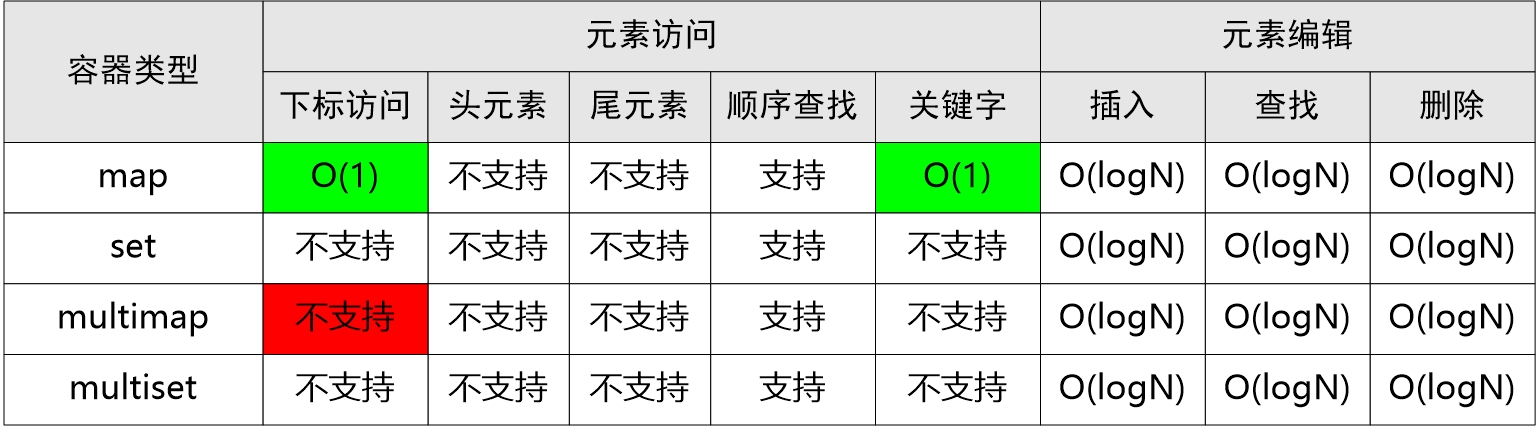 容器类型 元素访问 元素编辑
下标访问 头元素 尾元素 顺序查找 关键字 插入 查找 删除
map O(1) 不支持 不支持 支持 O(1) O(logN) O(logN) O(logN)
set 不支持 不支持 不支持 支持 不支持 O(logN) O(logN) O(logN)
multimap 不支持 不支持 不支持 支持 不支持 O(logN) O(logN) O(logN)
multiset 不支持 不支持 不支持 支持 不支持 O(logN) O(logN) O(logN)